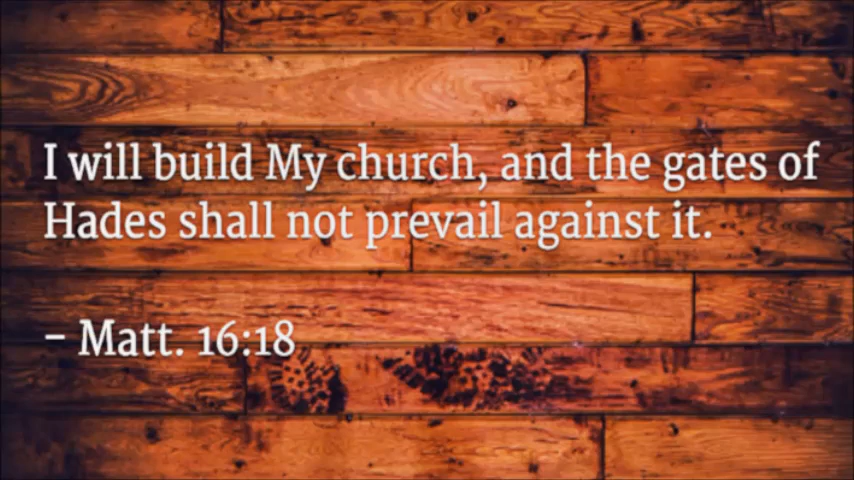 I will build My church, and the gates of
Hades shall not prevail against it.
– Matt. 16:18